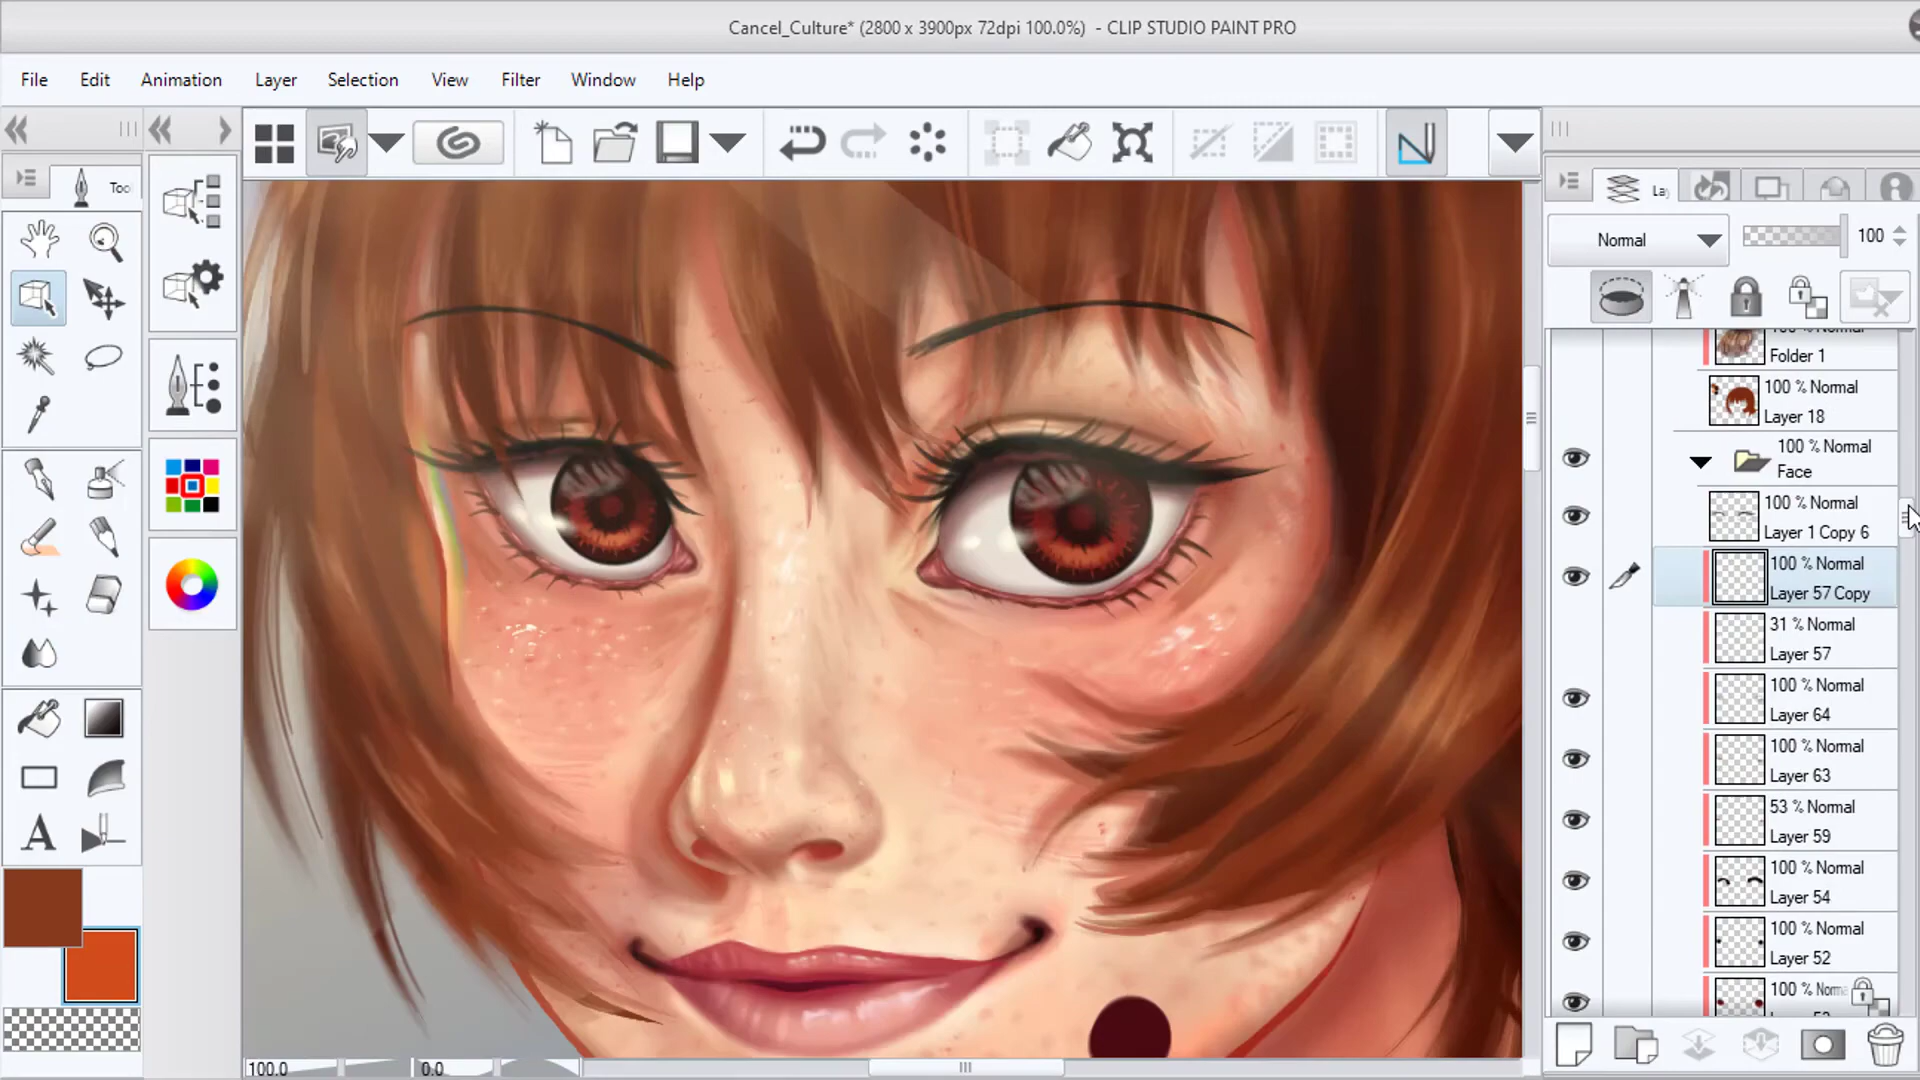 Cancel_Culture* (2800 x 3900px 72dpi 100.0%) - CLIP STUDIO PAINT PRO
File Edit Animation Layer Selection View Filter Window Help
Too
La
Normal 100
Folder 1
100 % Normal
Layer 18
100 % Normal
Face
100 % Normal
Layer 1 Copy 6
100 % Normal
Layer 57 Copy
31 % Normal
Layer 57
100 % Normal
Layer 64
100 % Normal
Layer 63
53 % Normal
Layer 59
100 % Normal
Layer 54
100 % Normal
Layer 52
100 % Norm
A
100.0 0.0